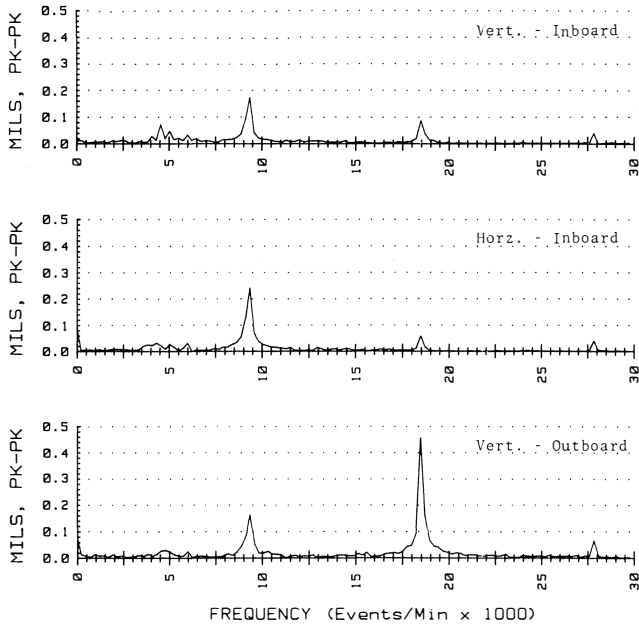 0.5
0.4
0.3
0.2
0.1
0.0
MILS, PK-PK
Vert. - Inboard
0 5 10 15 20 25 30
0.5
0.4
0.3
0.2
0.1
0.0
MILS, PK-PK
Horz. - Inboard
0 5 10 15 20 25 30
0.5
0.4
0.3
0.2
0.1
0.0
MILS, PK-PK
Vert. - Outboard
0 5 10 15 20 25 30
FREQUENCY (Events/Min x 1000)